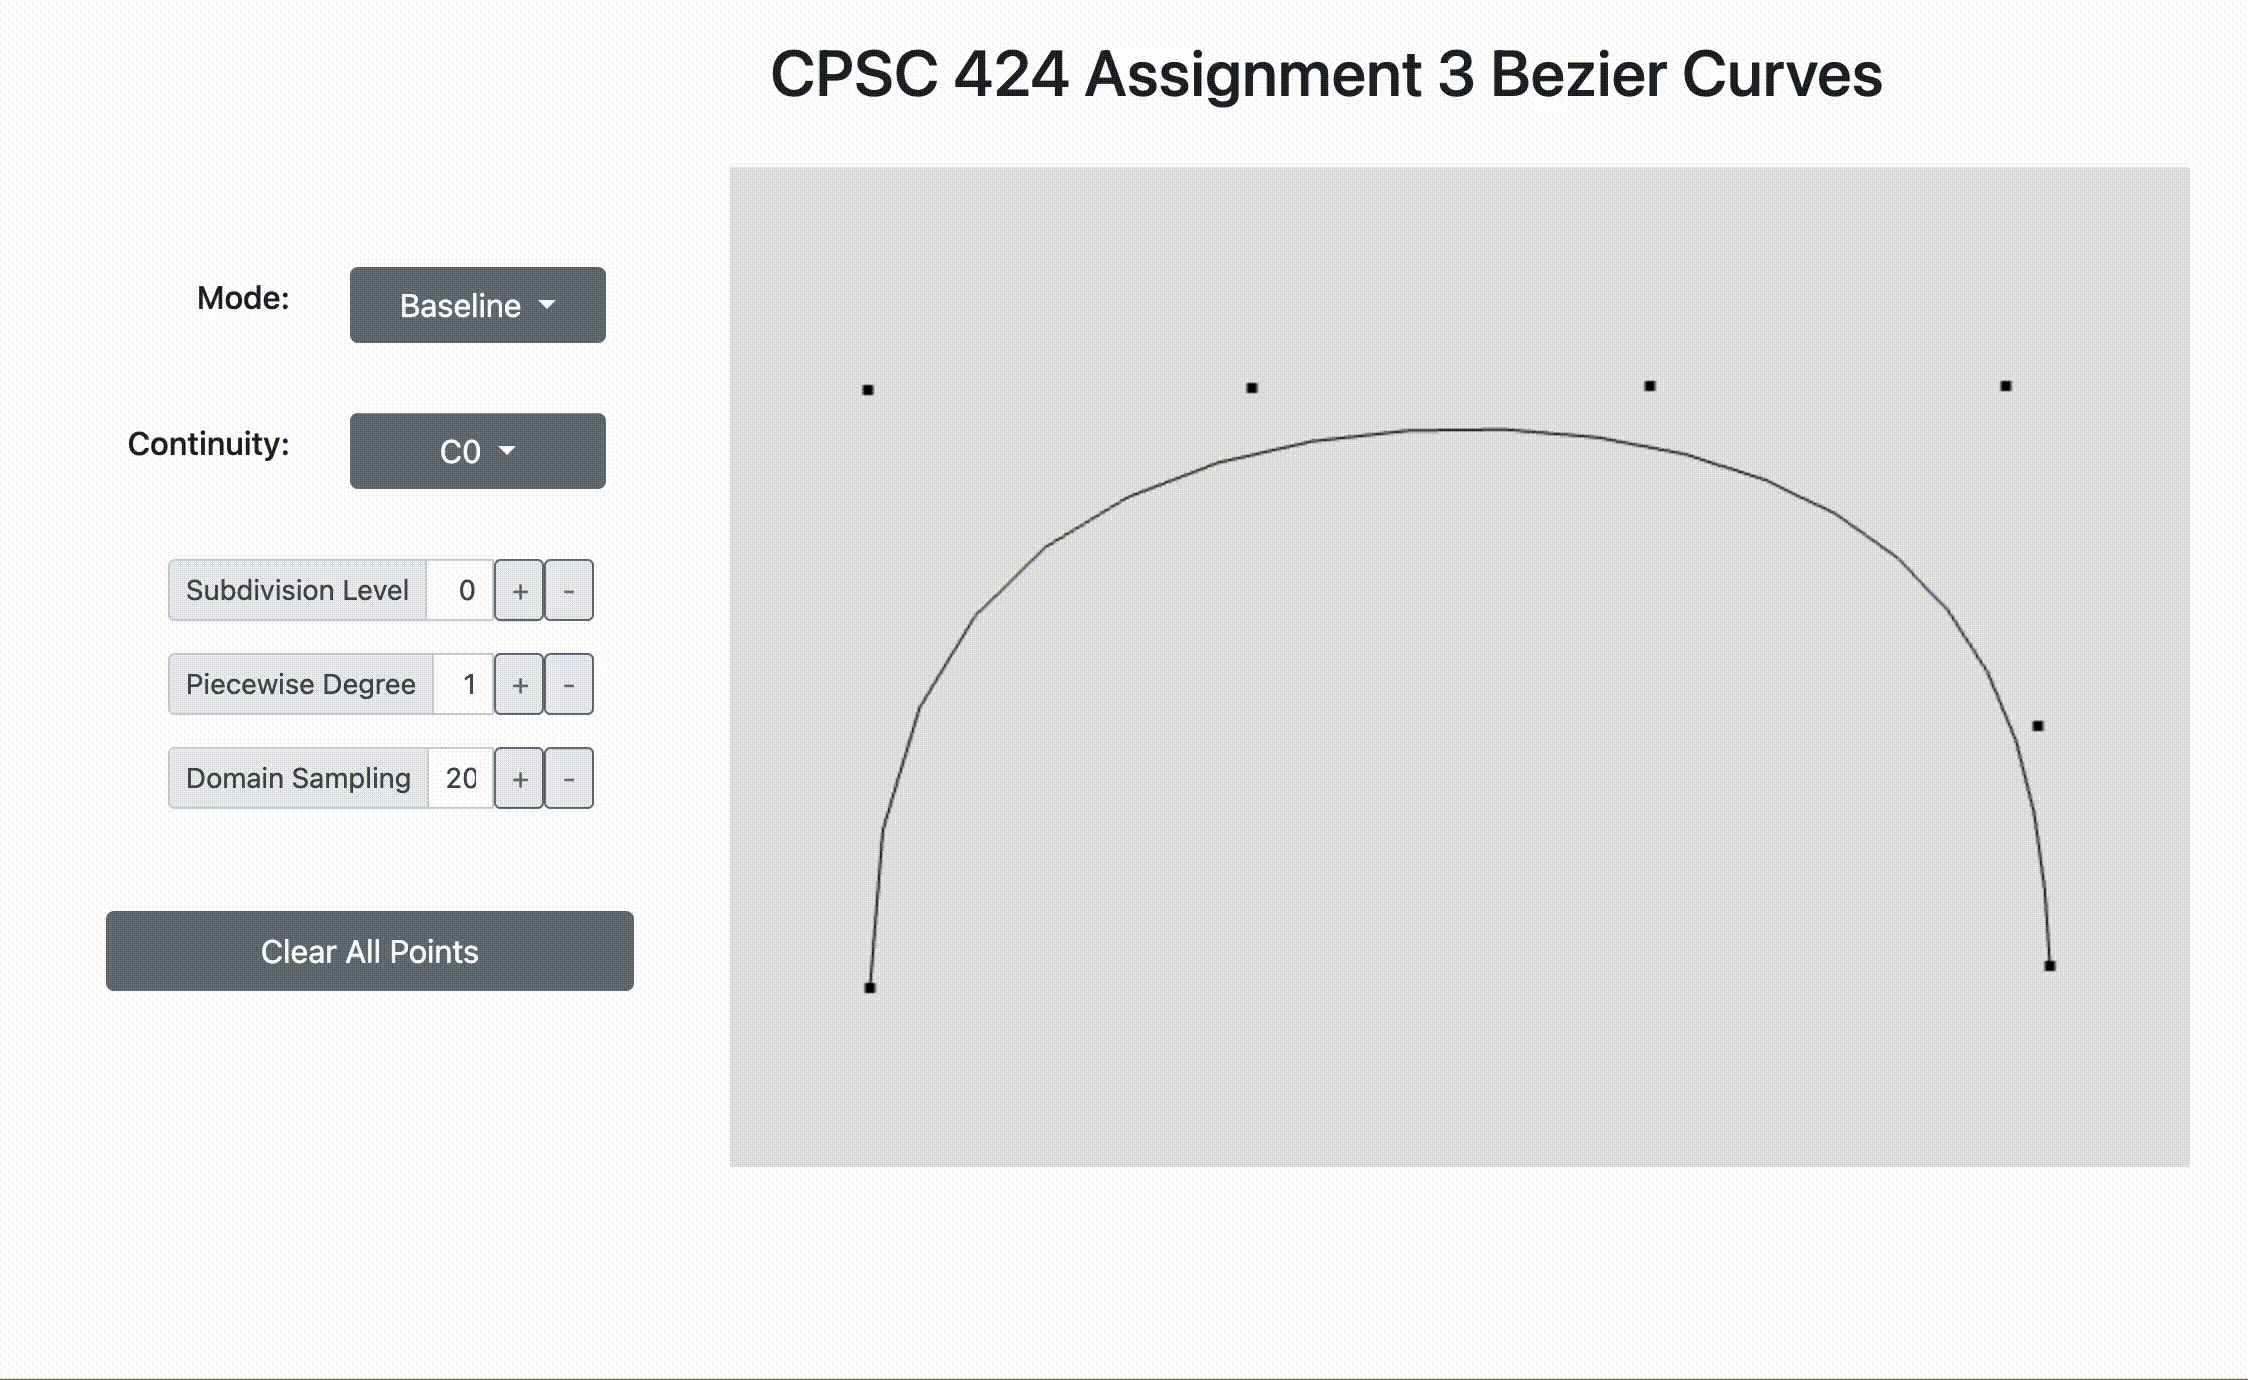 CPSC 424 Assignment 3 Bezier Curves
Mode: Baseline
Continuity: C0
Subdivision Level 0 + -
Piecewise Degree 1 + -
Domain Sampling 20 + -
Clear All Points